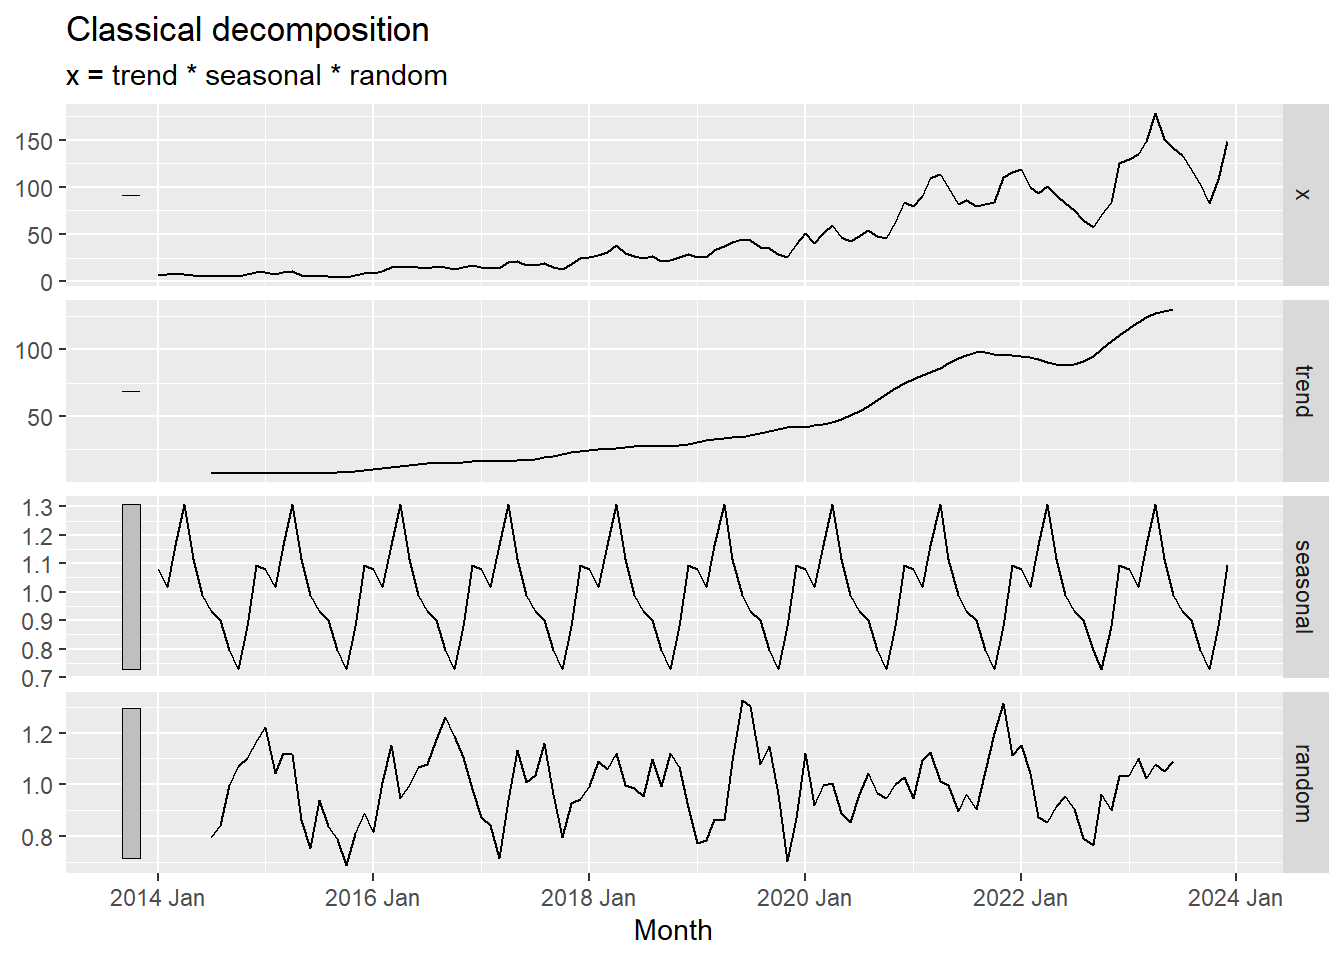 Classical decomposition
x = trend * seasonal * random
150
100
50
0
x
100
50
trend
1.3
1.2
1.1
1.0
0.9
0.8
0.7
seasonal
1.2
1.0
0.8
random
2014 Jan 2016 Jan 2018 Jan 2020 Jan 2022 Jan 2024 Jan
Month